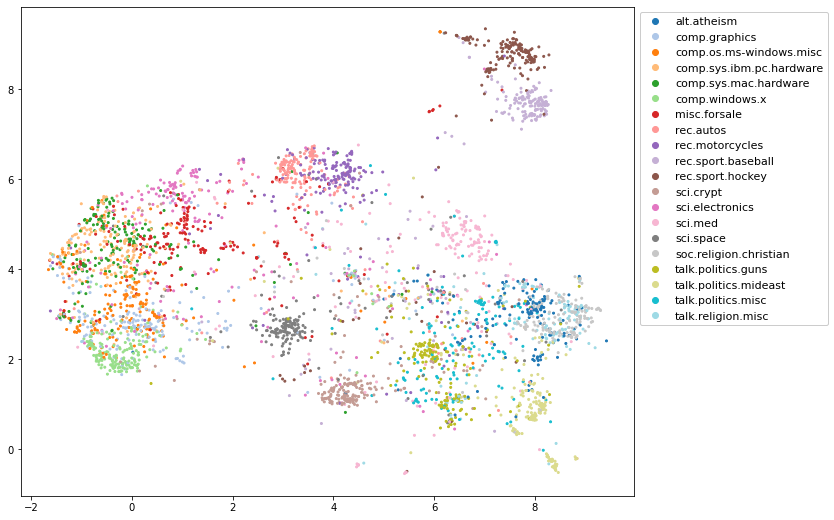 8
6
4
2
0
−2
0
2
4
6
8
alt.atheism
comp.graphics
comp.os.ms-windows.misc
comp.sys.ibm.pc.hardware
comp.sys.mac.hardware
comp.windows.x
misc.forsale
rec.autos
rec.motorcycles
rec.sport.baseball
rec.sport.hockey
sci.crypt
sci.electronics
sci.med
sci.space
soc.religion.christian
talk.politics.guns
talk.politics.mideast
talk.politics.misc
talk.religion.misc